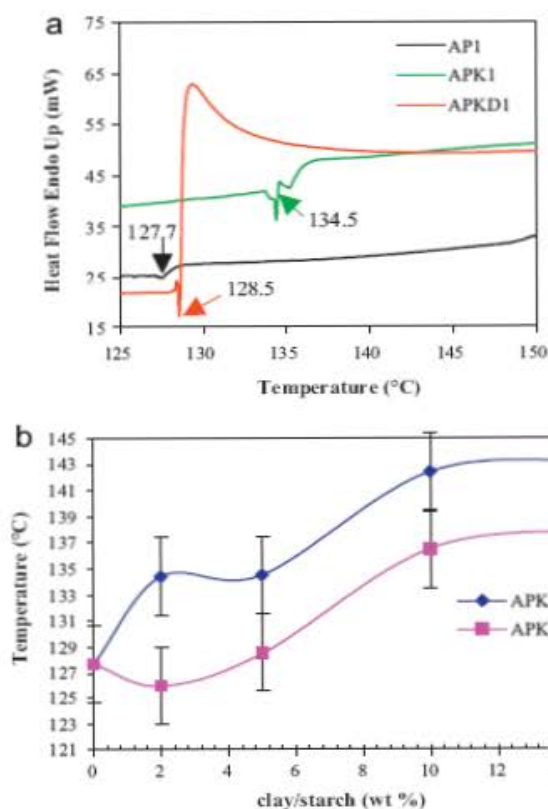 a
75
65
55
45
35
25
15
Heat Flow Endo Up (mW)
AP1
APK1
APKD1
127,7
134.5
128.5
125 130 135 140 145 150
Temperature (°C)
b
145
143
141
139
137
135
133
131
129
127
125
123
121
Temperature (°C)
APK
APK
0 2 4 6 8 10 12
clay/starch (wt %)